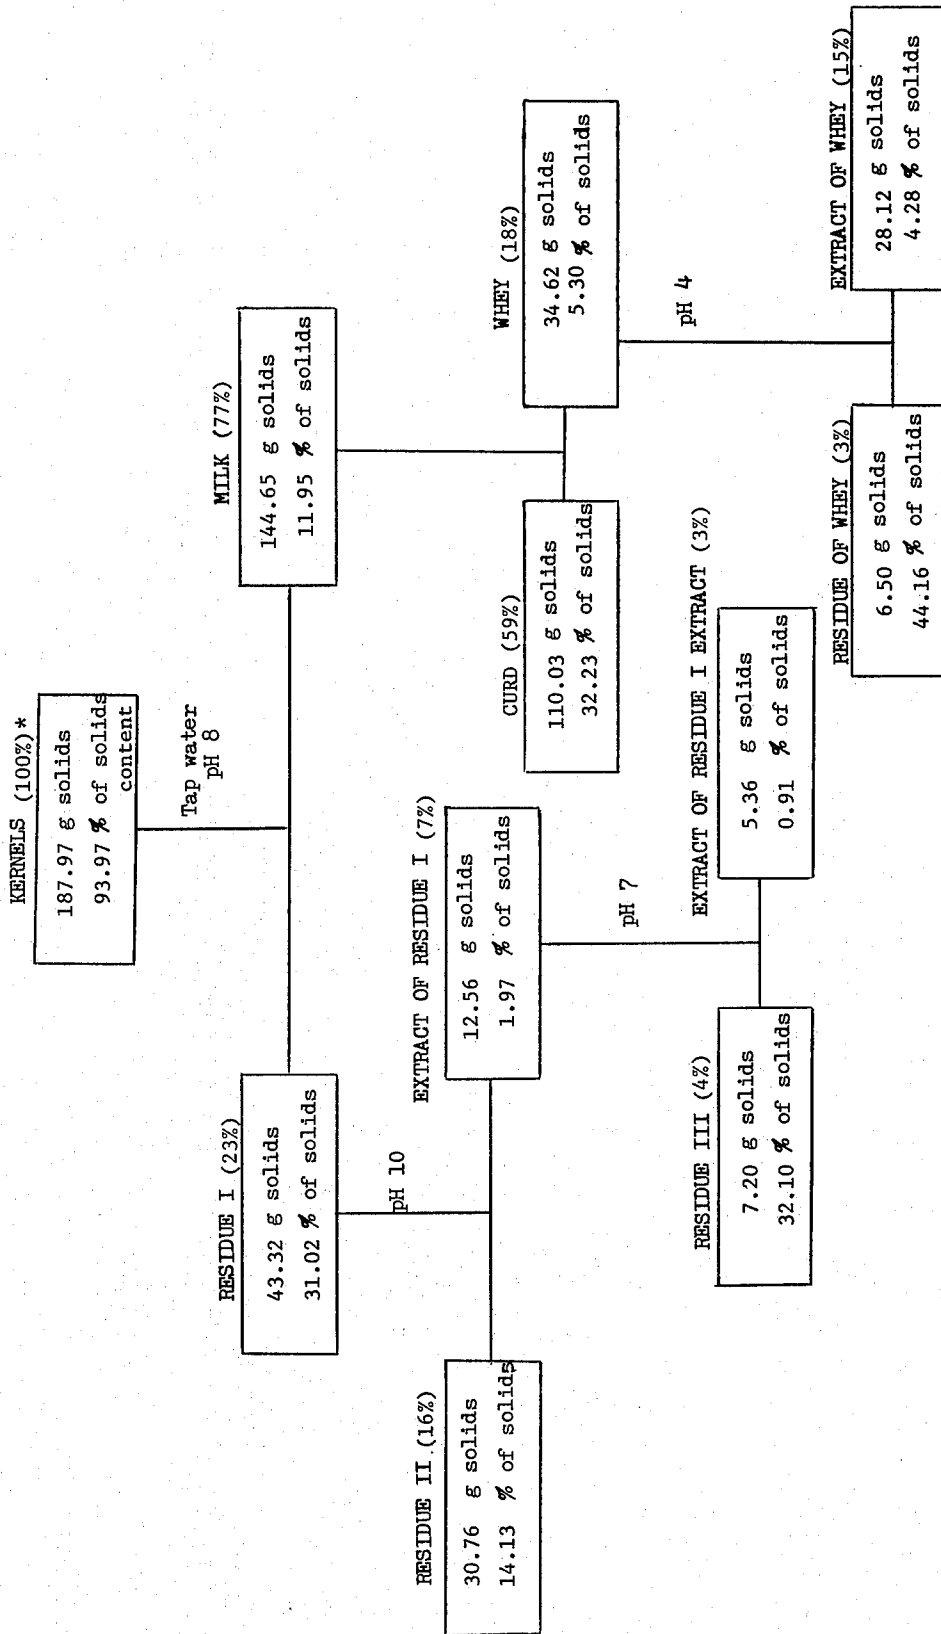 KERNELS (100%)*
187.97 g solids
93.97 % of solids
content
Tap water
pH 8
RESIDUE I (23%)
43.32 g solids
31.02 % of solids
MILK (77%)
144.65 g solids
11.95 % of solids
pH 10
RESIDUE II (16%)
30.76 g solids
14.13 % of solids
EXTRACT OF RESIDUE I (7%)
12.56 g solids
1.97 % of solids
CURD (59%)
110.03 g solids
32.23 % of solids
WHEY (18%)
34.62 g solids
5.30 % of solids
pH 7
pH 4
RESIDUE III (4%)
7.20 g solids
32.10 % of solids
EXTRACT OF RESIDUE I EXTRACT (3%)
5.36 g solids
0.91 % of solids
RESIDUE OF WHEY (3%)
6.50 g solids
44.16 % of solids
EXTRACT OF WHEY (15%)
28.12 g solids
4.28 % of solids